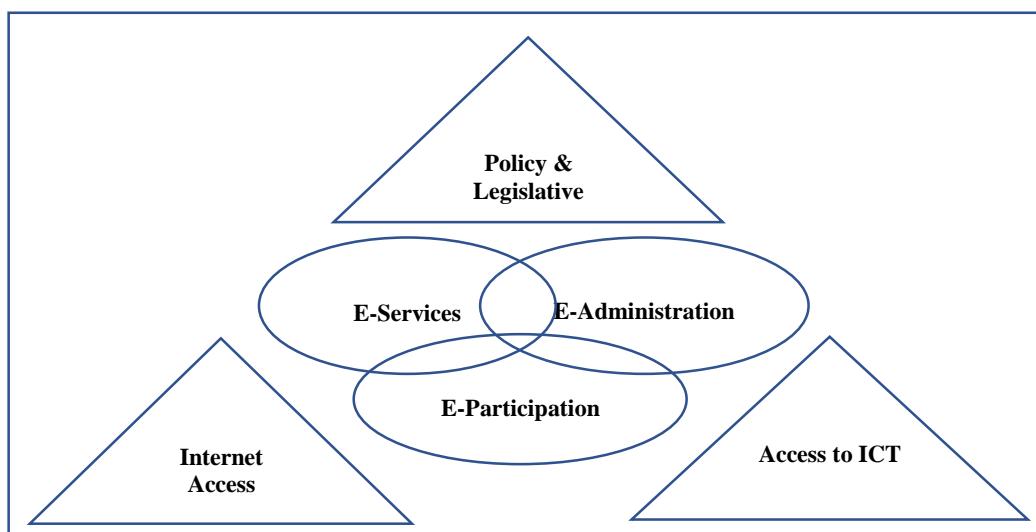 Policy &
Legislative
E-Services
E-Administration
E-Participation
Internet
Access
Access to ICT